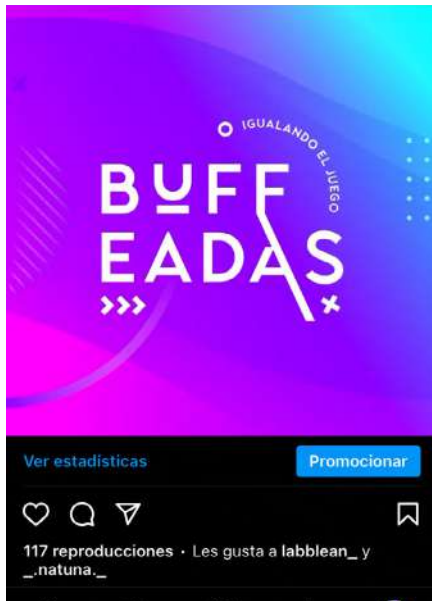 IGUALANDO EL JUEGO
BUFF
EADAS
Ver estadísticas
Promocionar
117 reproducciones · Les gusta a labblean_ y
_.natuna._